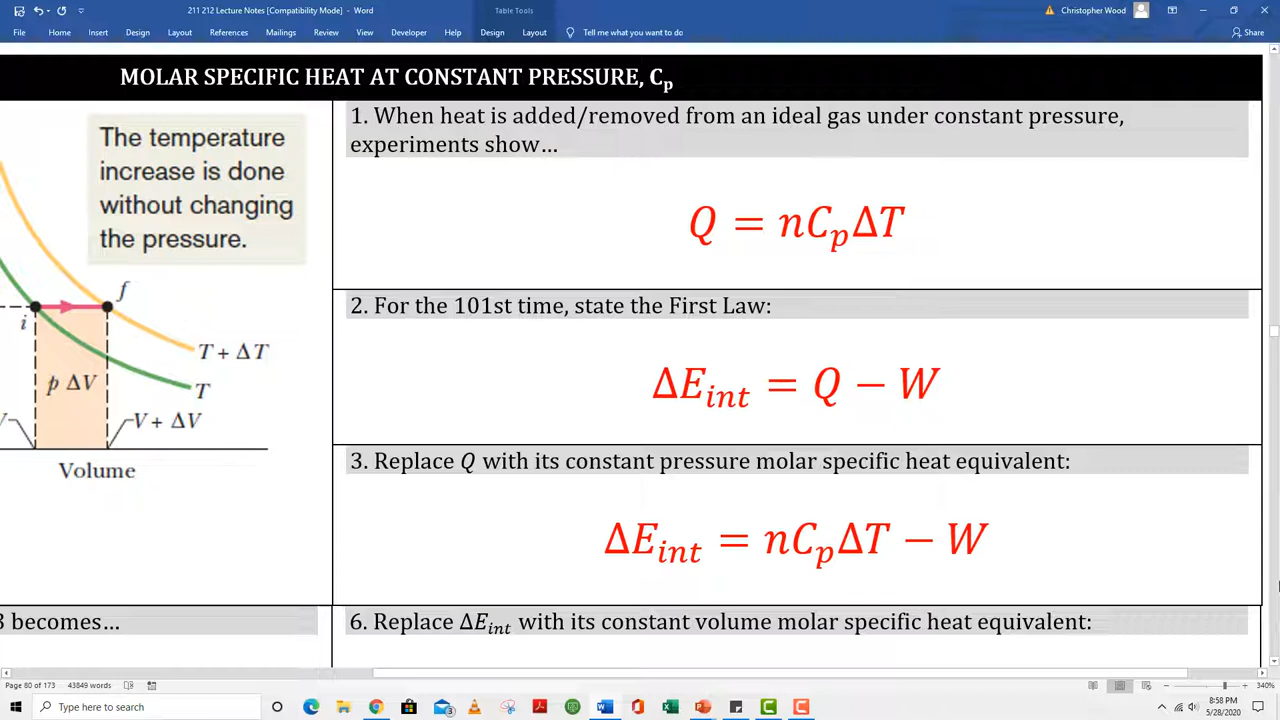 211 212 Lecture Notes [Compatibility Mode] - Word
Table Tools
Christopher Wood
File Home Insert Design Layout References Mailings Review View Developer Help Design Layout Tell me what you want to do Share
MOLAR SPECIFIC HEAT AT CONSTANT PRESSURE, Cₚ
The temperature
increase is done
without changing
the pressure.
f
i
T + ΔT
T
p ΔV
V
V + ΔV
Volume
1. When heat is added/removed from an ideal gas under constant pressure,
experiments show…
Q = nCₚΔT
2. For the 101st time, state the First Law:
ΔE_int = Q − W
3. Replace Q with its constant pressure molar specific heat equivalent:
ΔE_int = nCₚΔT − W
3 becomes…
6. Replace ΔE_int with its constant volume molar specific heat equivalent:
Page 80 of 173 43849 words
340%
Type here to search
3
8:58 PM
5/28/2020